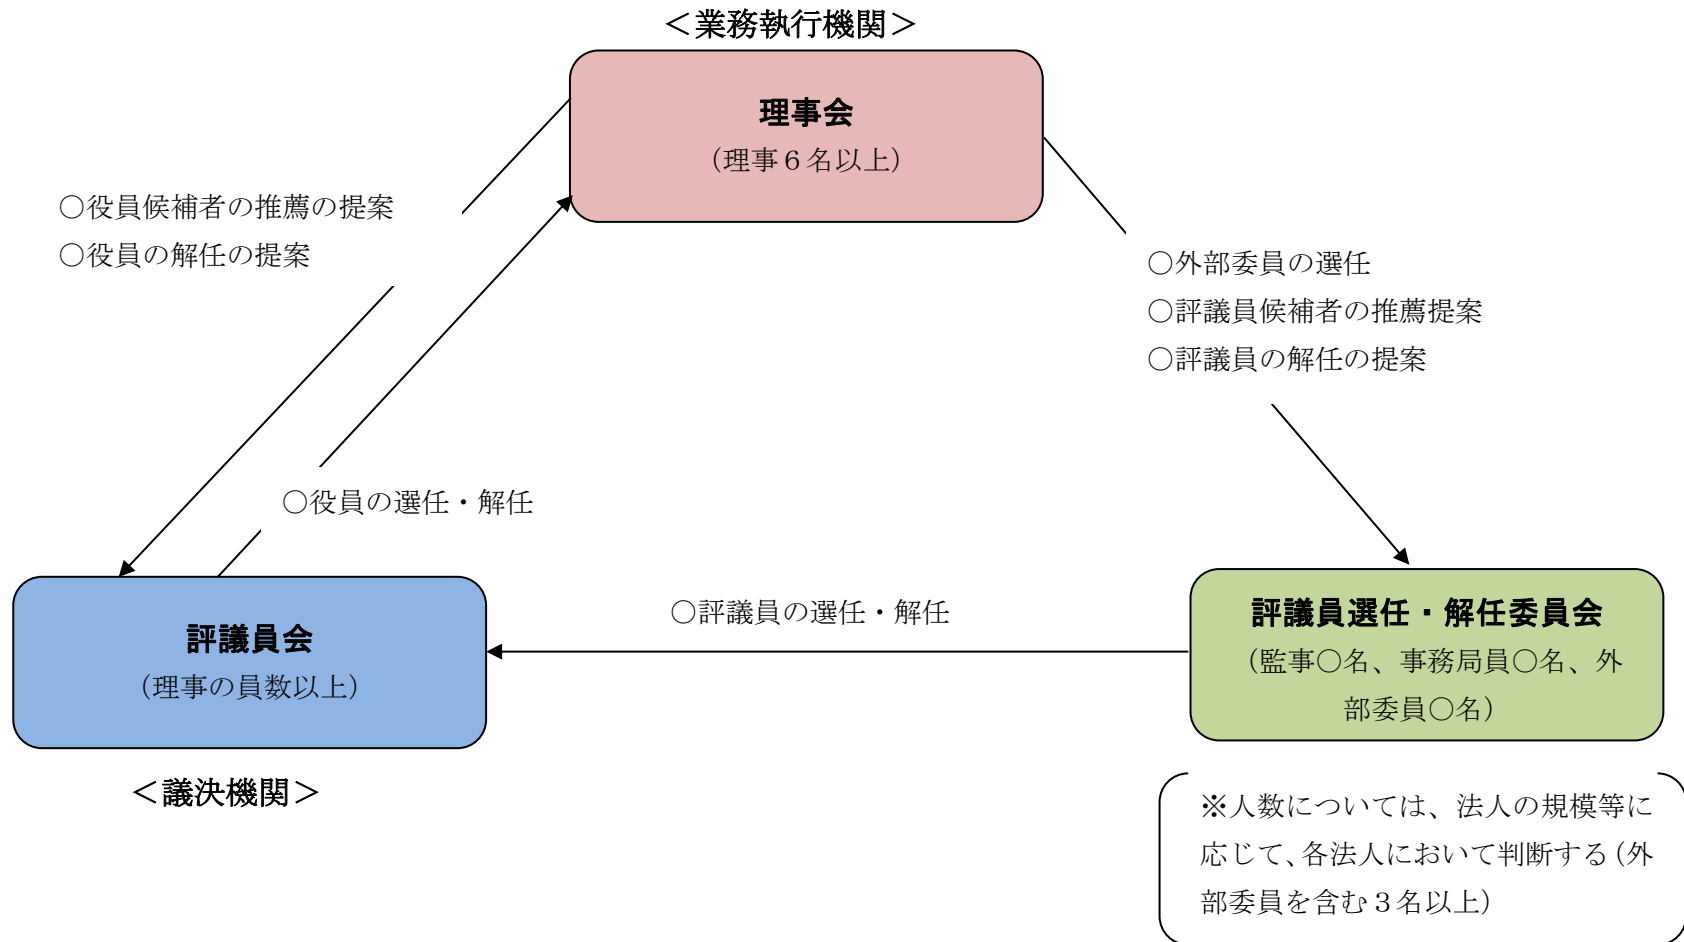 ＜業務執行機関＞
理事会
（理事６名以上）
○役員候補者の推薦の提案
○役員の解任の提案
○外部委員の選任
○評議員候補者の推薦提案
○評議員の解任の提案
○役員の選任・解任
○評議員の選任・解任
評議員会
（理事の員数以上）
＜議決機関＞
評議員選任・解任委員会
（監事○名、事務局員○名、外
部委員○名）
※人数については、法人の規模等に
応じて、各法人において判断する（外
部委員を含む３名以上）